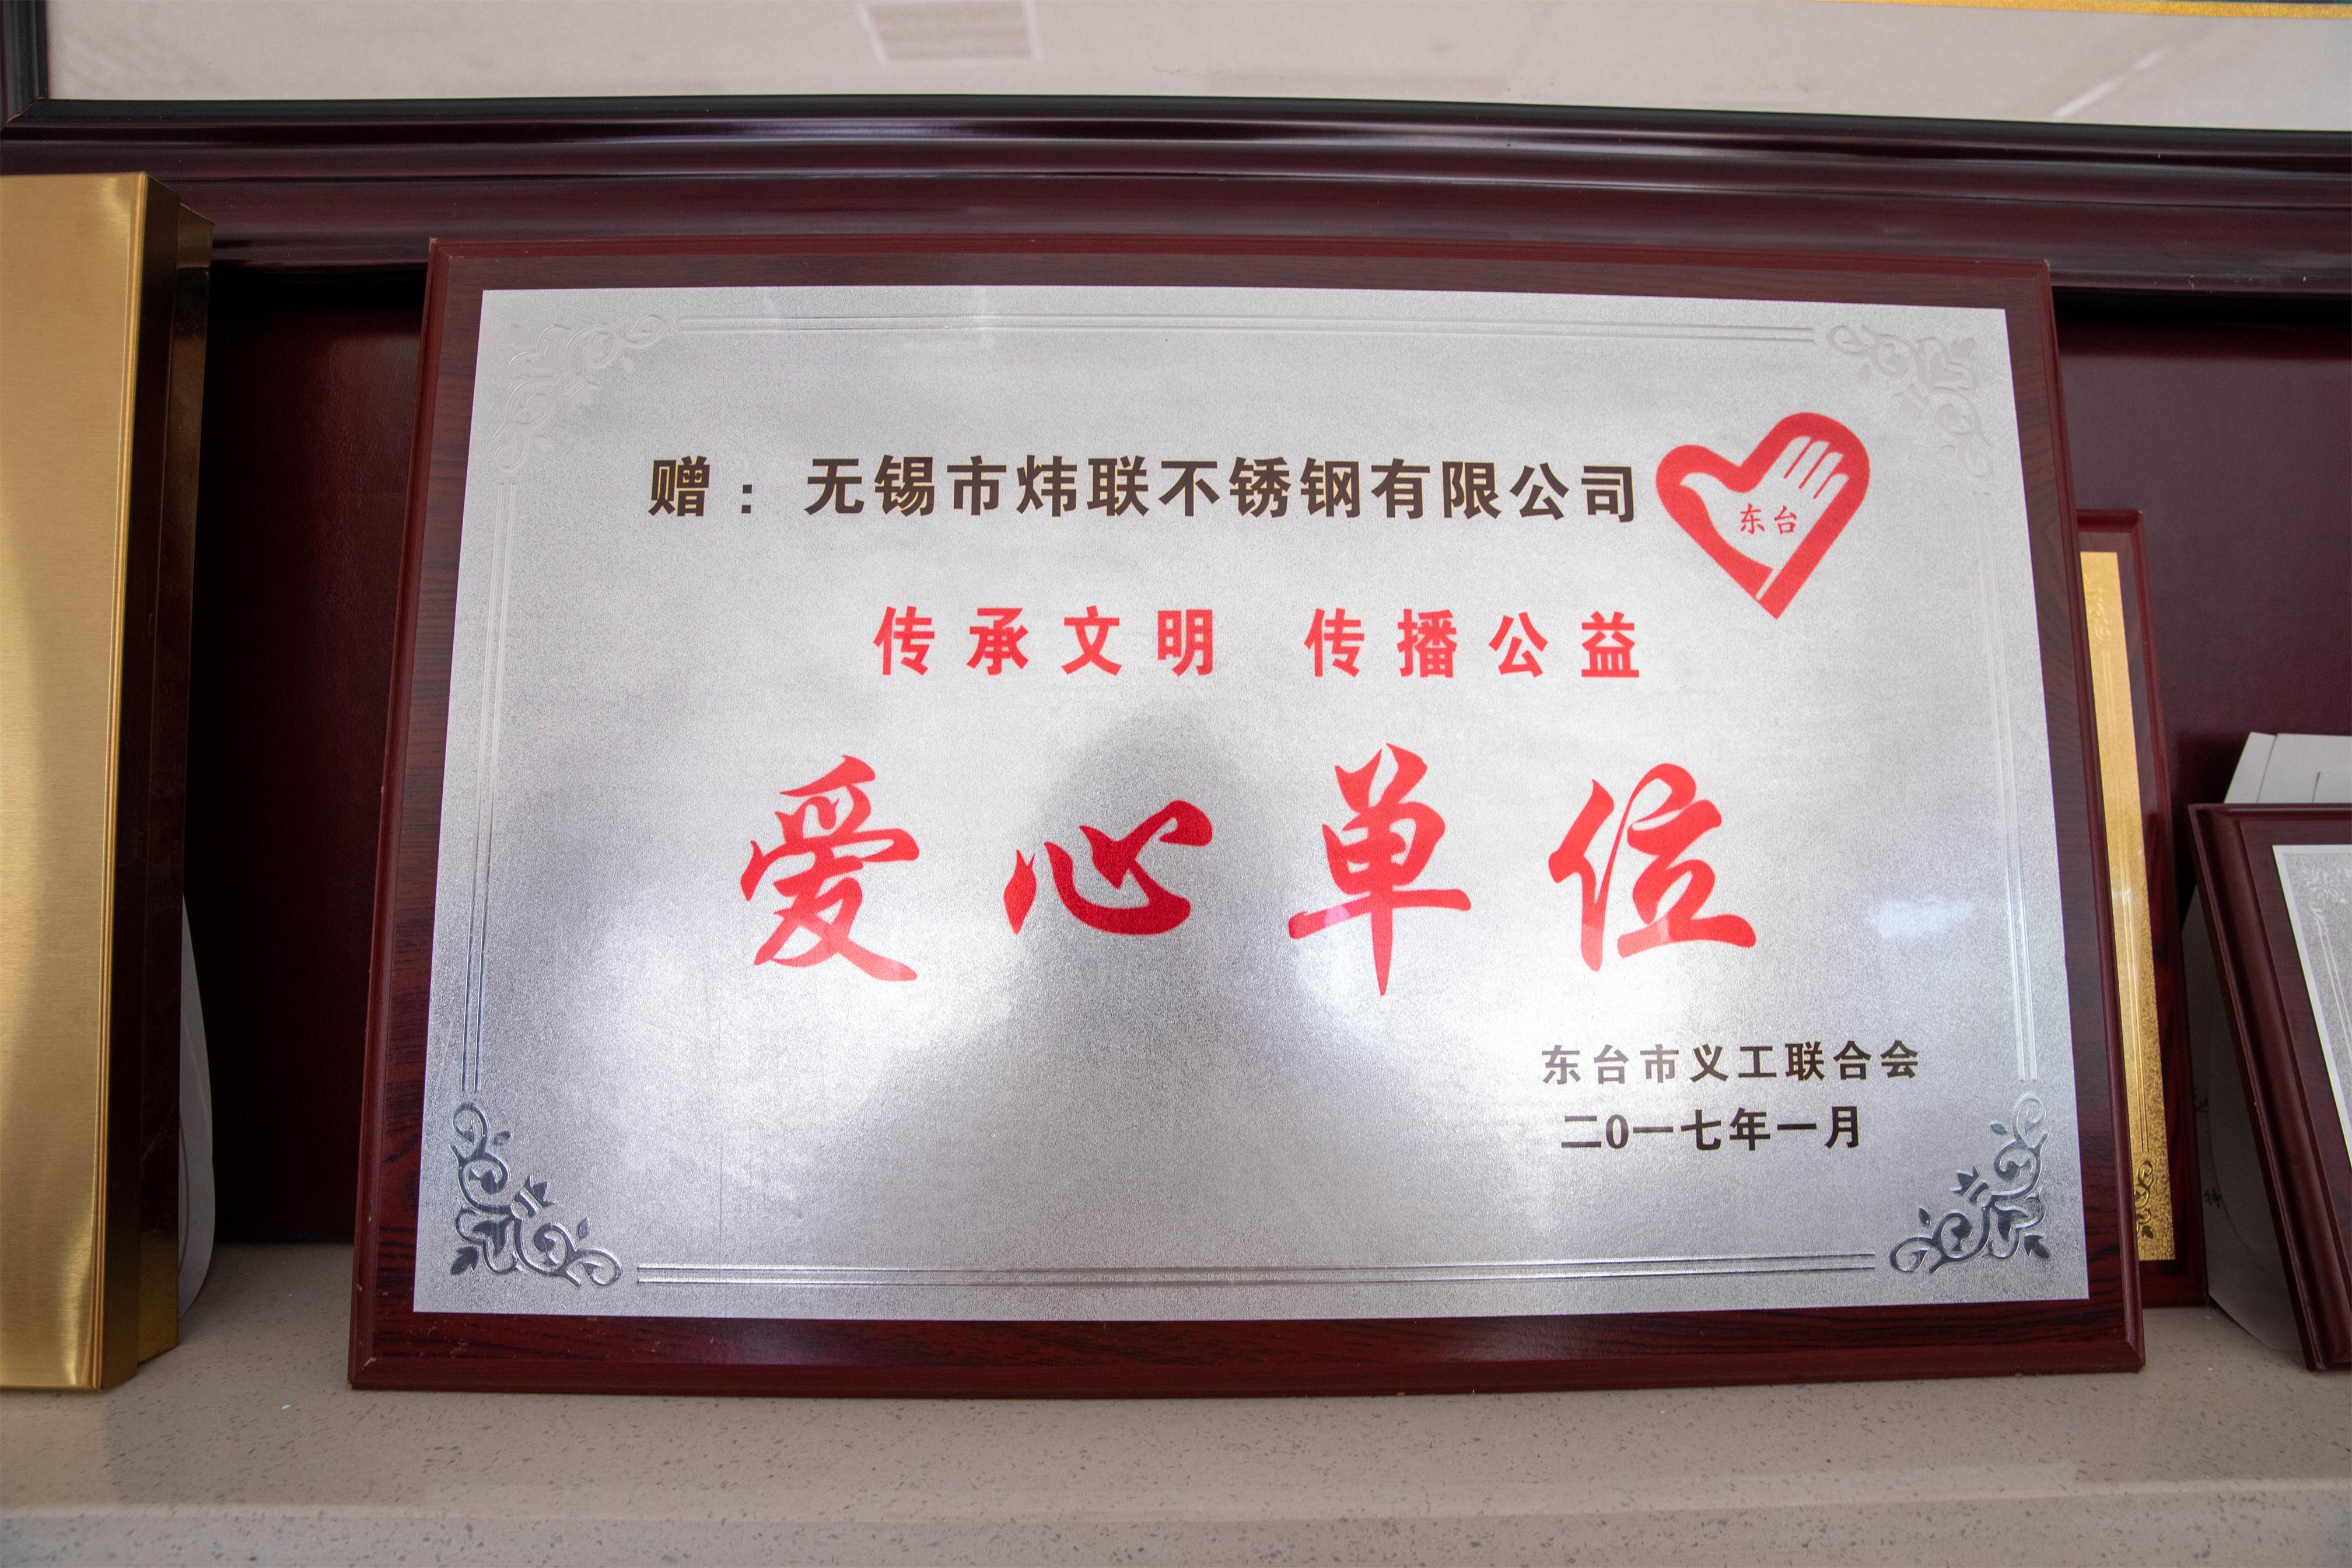 赠：无锡市炜联不锈钢有限公司
东台
传承文明 传播公益
爱心单位
东台市义工联合会
二0一七年一月